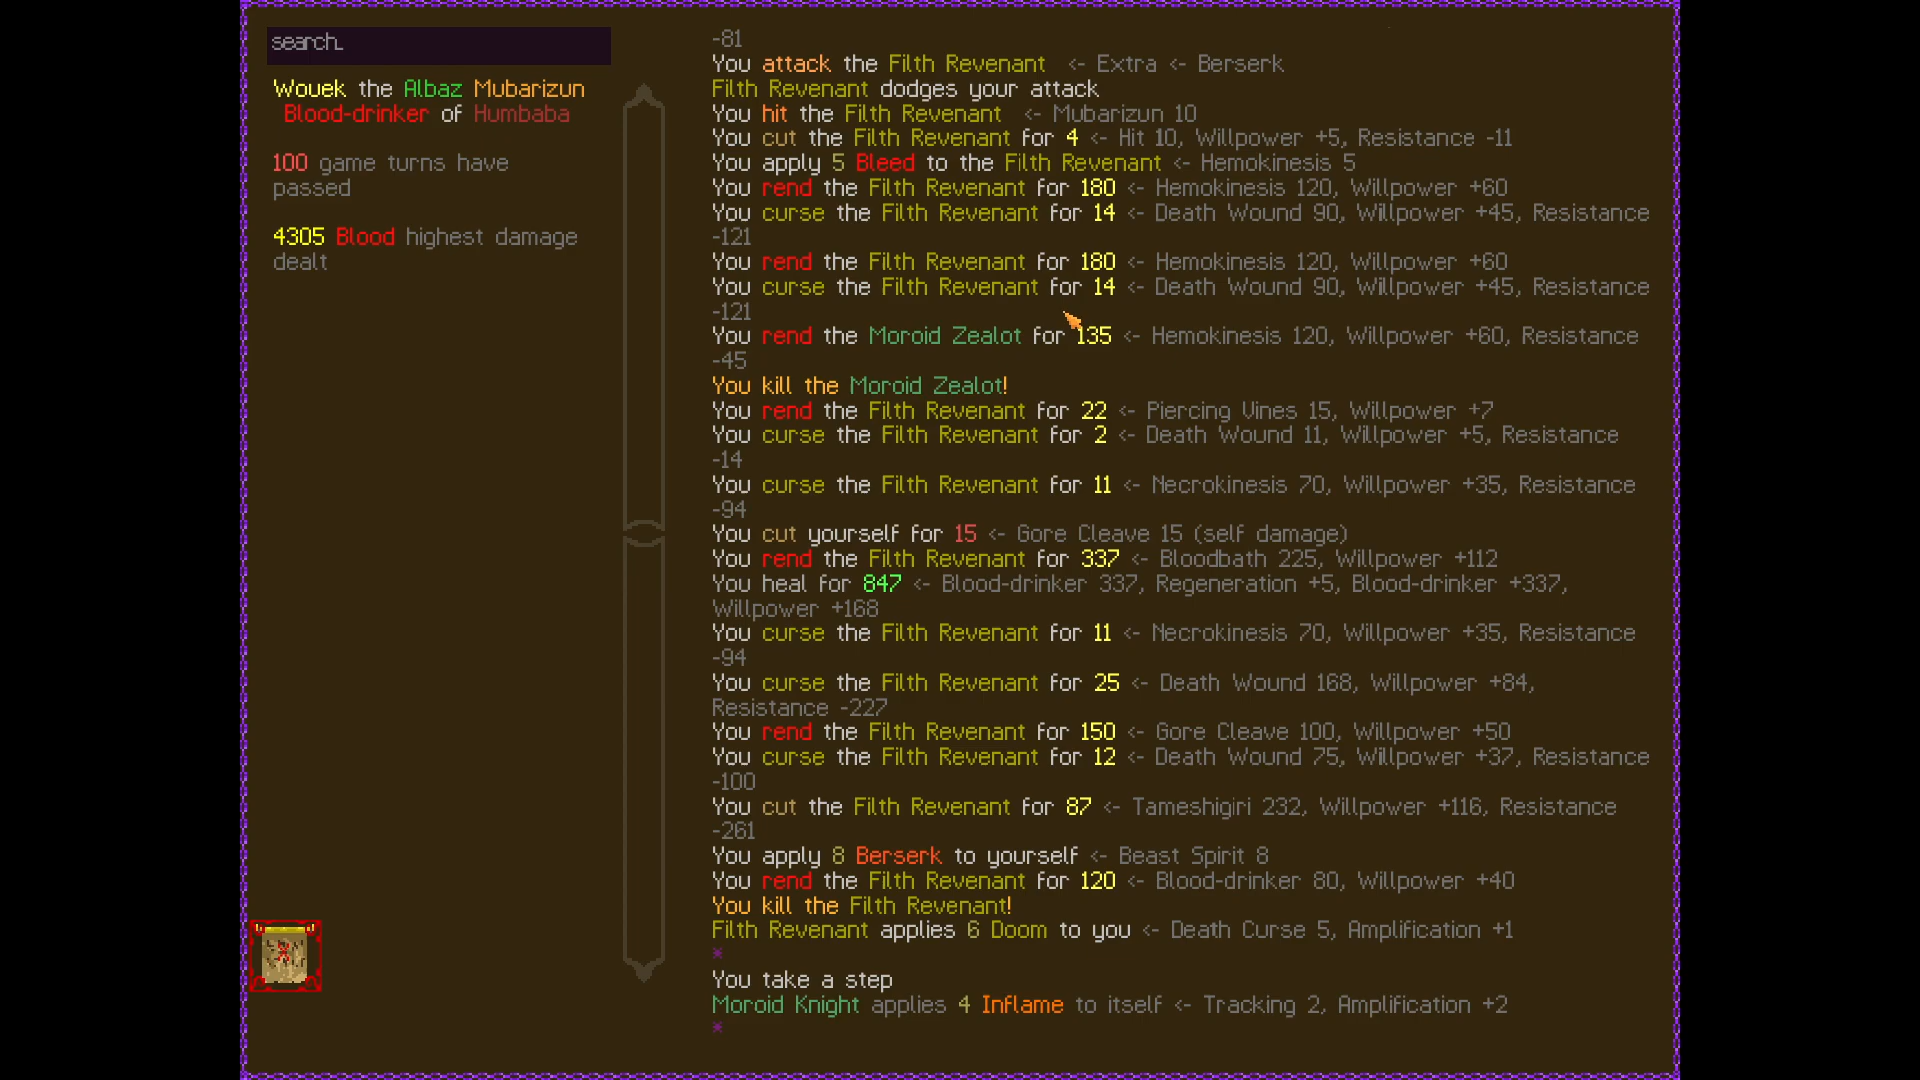 search..
Wouek the Albaz Mubarizun
Blood-drinker of Humbaba
100 game turns have
passed
4305 Blood highest damage
dealt
-81
You attack the Filth Revenant <- Extra <- Berserk
Filth Revenant dodges your attack
You hit the Filth Revenant <- Mubarizun 10
You cut the Filth Revenant for 4 <- Hit 10, Willpower +5, Resistance -11
You apply 5 Bleed to the Filth Revenant <- Hemokinesis 5
You rend the Filth Revenant for 180 <- Hemokinesis 120, Willpower +60
You curse the Filth Revenant for 14 <- Death Wound 90, Willpower +45, Resistance
-121
You rend the Filth Revenant for 180 <- Hemokinesis 120, Willpower +60
You curse the Filth Revenant for 14 <- Death Wound 90, Willpower +45, Resistance
-121
You rend the Moroid Zealot for 135 <- Hemokinesis 120, Willpower +60, Resistance
-45
You kill the Moroid Zealot!
You rend the Filth Revenant for 22 <- Piercing Vines 15, Willpower +7
You curse the Filth Revenant for 2 <- Death Wound 11, Willpower +5, Resistance
-14
You curse the Filth Revenant for 11 <- Necrokinesis 70, Willpower +35, Resistance
-94
You cut yourself for 15 <- Gore Cleave 15 (self damage)
You rend the Filth Revenant for 337 <- Bloodbath 225, Willpower +112
You heal for 847 <- Blood-drinker 337, Regeneration +5, Blood-drinker +337,
Willpower +168
You curse the Filth Revenant for 11 <- Necrokinesis 70, Willpower +35, Resistance
-94
You curse the Filth Revenant for 25 <- Death Wound 168, Willpower +84,
Resistance -227
You rend the Filth Revenant for 150 <- Gore Cleave 100, Willpower +50
You curse the Filth Revenant for 12 <- Death Wound 75, Willpower +37, Resistance
-100
You cut the Filth Revenant for 87 <- Tameshigiri 232, Willpower +116, Resistance
-261
You apply 8 Berserk to yourself <- Beast Spirit 8
You rend the Filth Revenant for 120 <- Blood-drinker 80, Willpower +40
You kill the Filth Revenant!
Filth Revenant applies 6 Doom to you <- Death Curse 5, Amplification +1
*
You take a step
Moroid Knight applies 4 Inflame to itself <- Tracking 2, Amplification +2
*